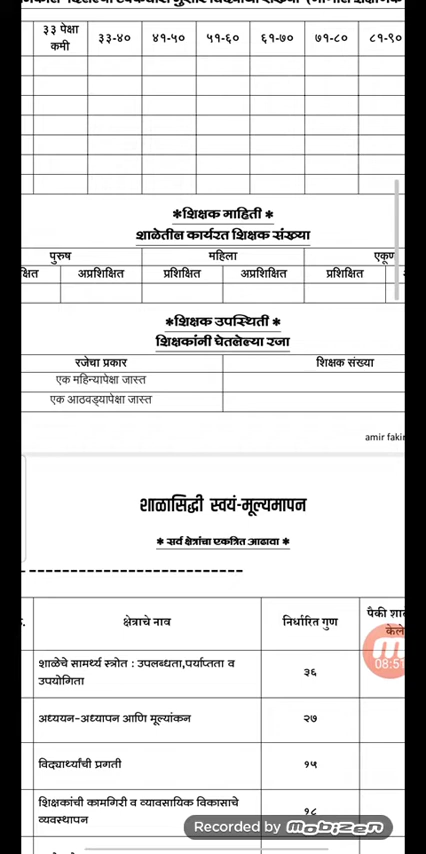 ३३ पेक्षा कमी ३३-४० ४१-५० ५१-६० ६१-७० ७१-८० ८१-९०
*शिक्षक माहिती *
शाळेतील कार्यरत शिक्षक संख्या
पुरुष महिला एकूण
क्षित अप्रशिक्षित प्रशिक्षित अप्रशिक्षित प्रशिक्षित
*शिक्षक उपस्थिती *
शिक्षकांनी घेतलेल्या रजा
रजेचा प्रकार शिक्षक संख्या
एक महिन्यापेक्षा जास्त
एक आठवड्यापेक्षा जास्त
amir fakir
शाळासिद्धी स्वयं-मूल्यमापन
* सर्व क्षेत्रांचा एकत्रित आढावा *
क्षेत्राचे नाव निर्धारित गुण पैकी शा
केले
08:51
शाळेचे सामर्थ्य स्त्रोत : उपलब्धता,पर्याप्तता व
उपयोगिता ३६
अध्ययन-अध्यापन आणि मूल्यांकन २७
विद्यार्थ्यांची प्रगती १५
शिक्षकांची कामगिरी व व्यावसायिक विकासाचे
व्यवस्थापन १८
Recorded by Mobizen